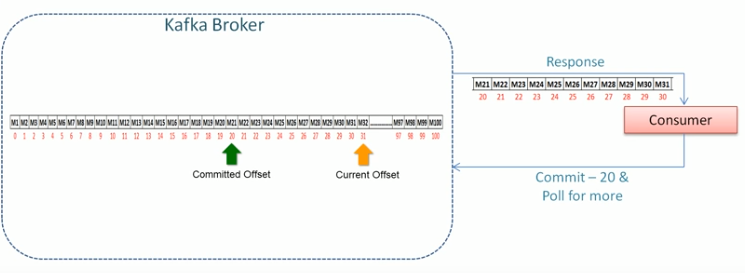 Kafka Broker
Response
M21 M22 M23 M24 M25 M26 M27 M28 M29 M30 M31
20 21 22 23 24 25 26 27 28 29 30
M1 M2 M3 M4 M5 M6 M7 M8 M9 M10 M11 M12 M13 M14 M15 M16 M17 M18 M19 M20 M21 M22 M23 M24 M25 M26 M27 M28 M29 M30 M31 M32 ............ M97 M98 M99 M100
0 1 2 3 4 5 6 7 8 9 10 11 12 13 14 15 16 17 18 19 20 21 22 23 24 25 26 27 28 29 30 31 97 98 99 100
Consumer
Committed Offset
Current Offset
Commit – 20 &
Poll for more